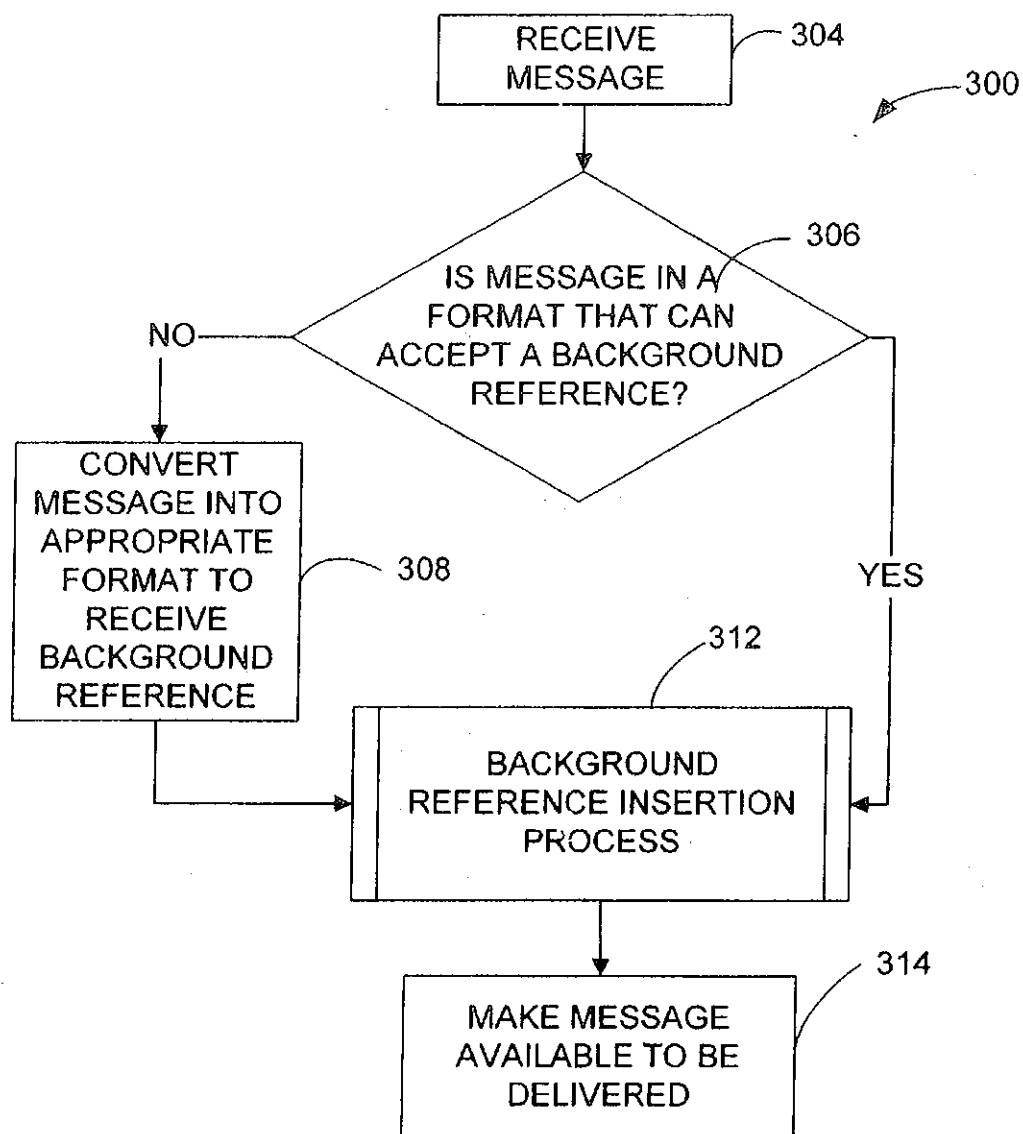 RECEIVE
MESSAGE
304
300
306
IS MESSAGE IN A
FORMAT THAT CAN
ACCEPT A BACKGROUND
REFERENCE?
NO
YES
CONVERT
MESSAGE INTO
APPROPRIATE
FORMAT TO
RECEIVE
BACKGROUND
REFERENCE
308
312
BACKGROUND
REFERENCE INSERTION
PROCESS
314
MAKE MESSAGE
AVAILABLE TO BE
DELIVERED